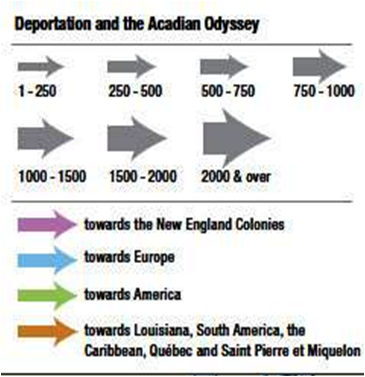 Deportation and the Acadian Odyssey
1 - 250 250 - 500 500 - 750 750 - 1000
1000 - 1500 1500 - 2000 2000 & over
towards the New England Colonies
towards Europe
towards America
towards Louisiana, South America, the
Caribbean, Québec and Saint Pierre et Miquelon